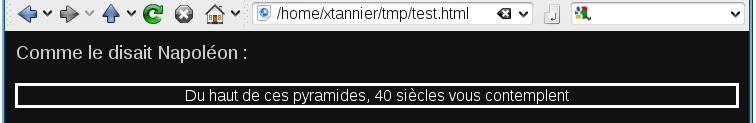 /home/xtannier/tmp/test.html
Comme le disait Napoléon :
Du haut de ces pyramides, 40 siècles vous contemplent